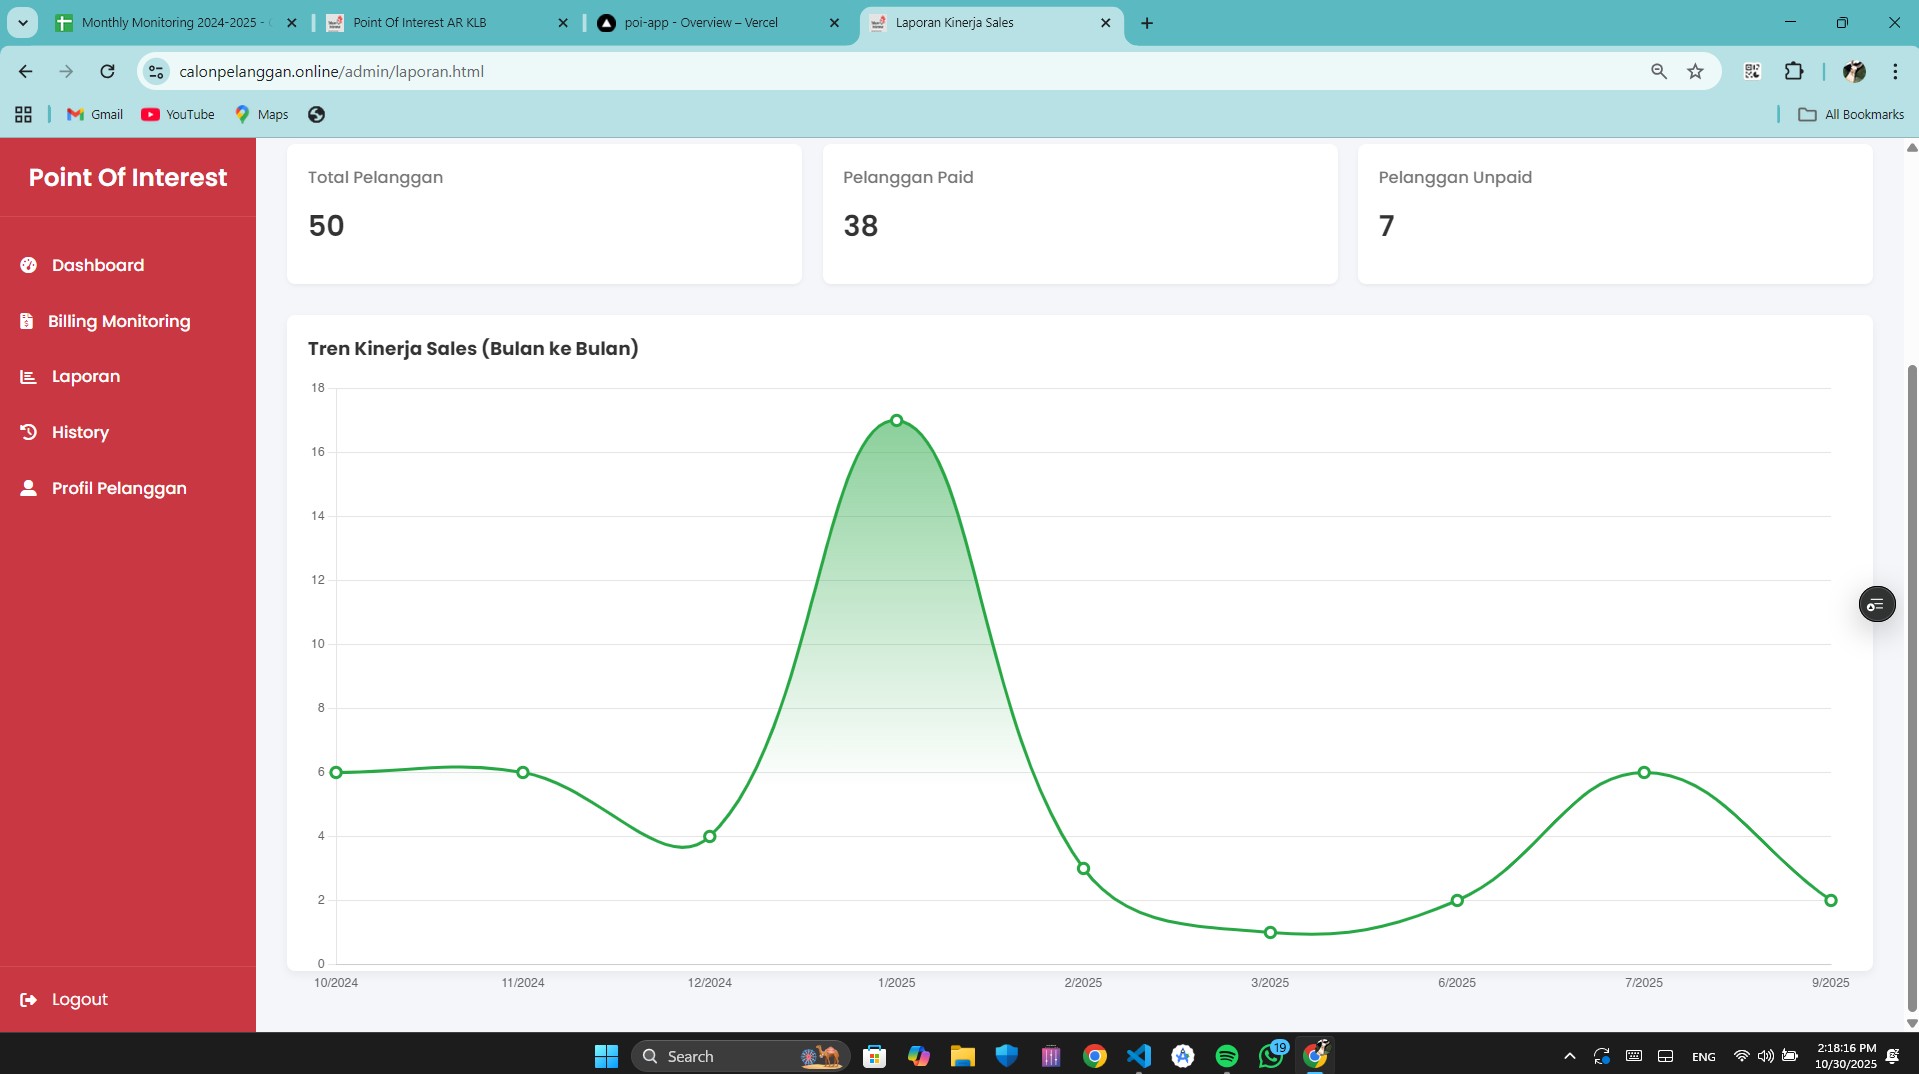 Monthly Monitoring 2024-2025 -
Point Of Interest AR KLB
poi-app - Overview – Vercel
Laporan Kinerja Sales
calonpelanggan.online/admin/laporan.html
Gmail
YouTube
Maps
All Bookmarks
Point Of Interest
Dashboard
Billing Monitoring
Laporan
History
Profil Pelanggan
Logout
Total Pelanggan
50
Pelanggan Paid
38
Pelanggan Unpaid
7
Tren Kinerja Sales (Bulan ke Bulan)
18
16
14
12
10
8
6
4
2
0
10/2024
11/2024
12/2024
1/2025
2/2025
3/2025
6/2025
7/2025
9/2025
Search
19
ENG
2:18:16 PM
10/30/2025